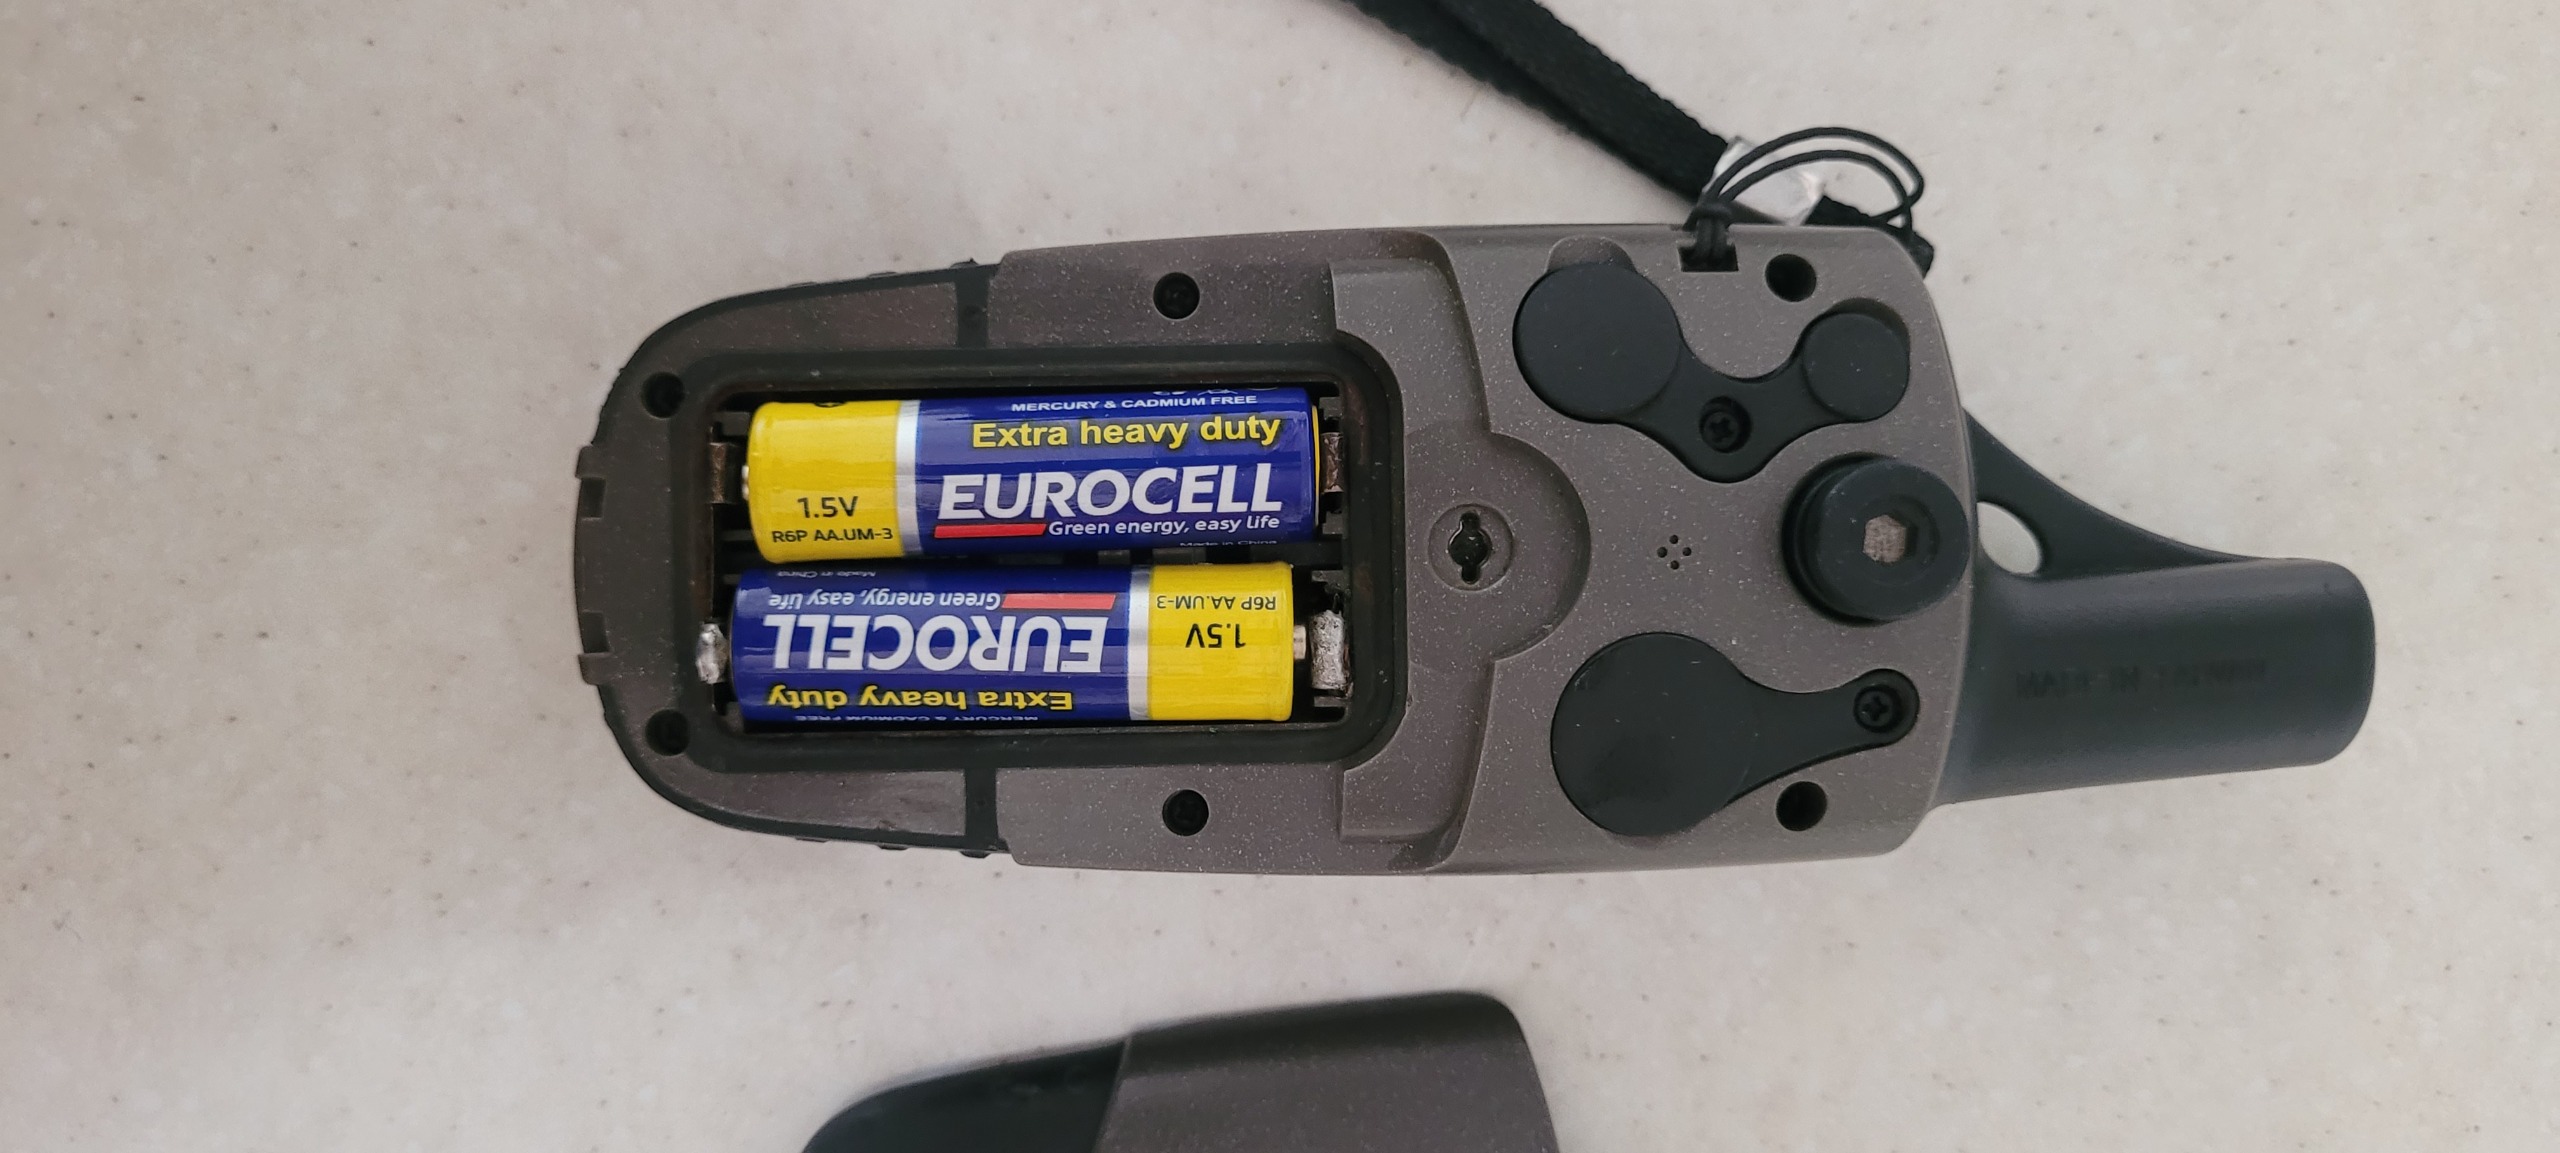 MERCURY & CADMIUM FREE
Extra heavy duty
EUROCELL
Green energy, easy life
Made in China
1.5V
R6P AA.UM-3
MERCURY & CADMIUM FREE
Extra heavy duty
EUROCELL
Green energy, easy life
Made in China
1.5V
R6P AA.UM-3